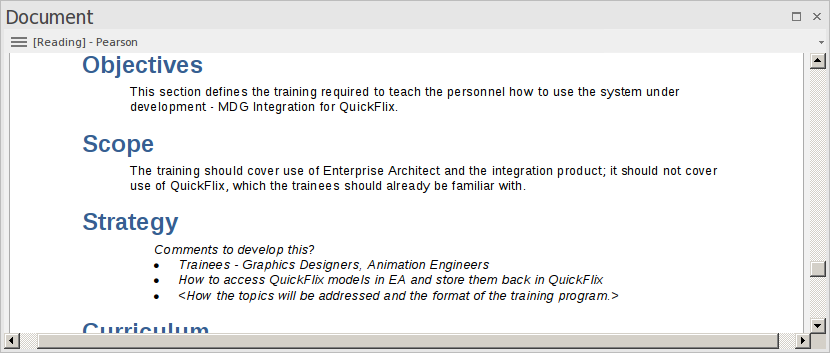 Document
[Reading] - Pearson
Objectives
This section defines the training required to teach the personnel how to use the system under
development - MDG Integration for QuickFlix.
Scope
The training should cover use of Enterprise Architect and the integration product; it should not cover
use of QuickFlix, which the trainees should already be familiar with.
Strategy
Comments to develop this?
• Trainees - Graphics Designers, Animation Engineers
• How to access QuickFlix models in EA and store them back in QuickFlix
• <How the topics will be addressed and the format of the training program.>
Curriculum